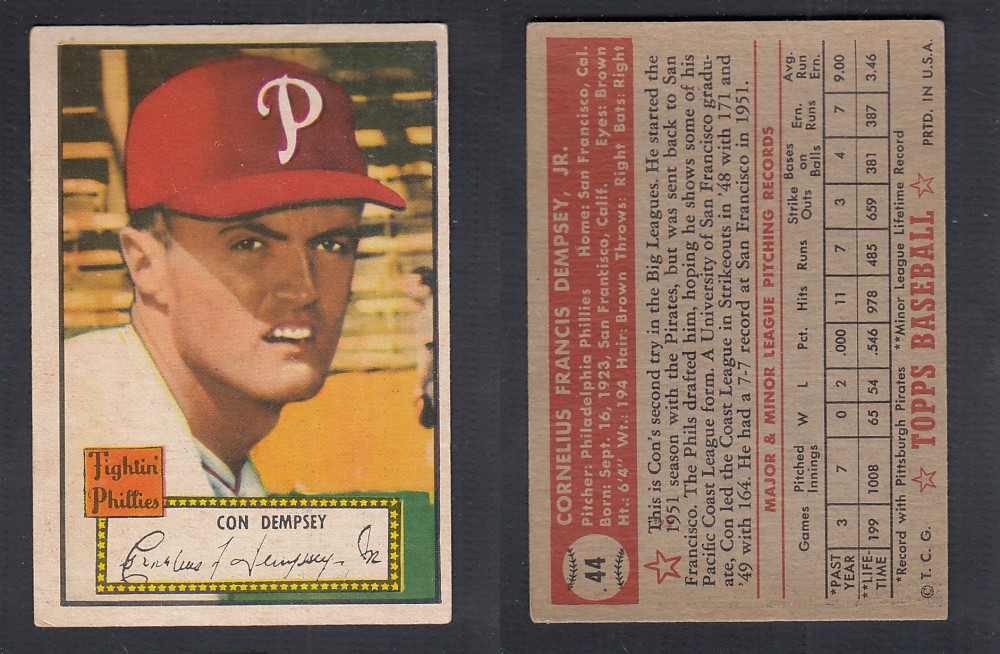 P
Fightin'
Phillies
CON DEMPSEY
Cornelius F Dempsey Jr
44
CORNELIUS FRANCIS DEMPSEY, JR.
Pitcher: Philadelphia Phillies Home: San Francisco, Cal.
Born: Sept. 16, 1923, San Francisco, Calif. Eyes: Brown
Ht.: 6'4" Wt.: 194 Hair: Brown Throws: Right Bats: Right
This is Con's second try in the Big Leagues. He started the
1951 season with the Pirates, but was sent back to San
Francisco. The Phils drafted him, hoping he shows some of his
Pacific Coast League form. A University of San Francisco gradu-
ate, Con led the Coast League in Strikeouts in '48 with 171 and
'49 with 164. He had a 7-7 record at San Francisco in 1951.
MAJOR & MINOR LEAGUE PITCHING RECORDS
Games Pitched Innings W L Pct. Hits Runs Strike Outs Bases on Balls Ern. Runs Avg. Run Ern.
*PAST YEAR 3 7 0 2 .000 11 7 3 4 7 9.00
**LIFE-TIME 199 1008 65 54 .546 978 485 659 381 387 3.46
*Record with Pittsburgh Pirates **Minor League Lifetime Record
© T. C. G. TOPPS BASEBALL PRTD. IN U.S.A.